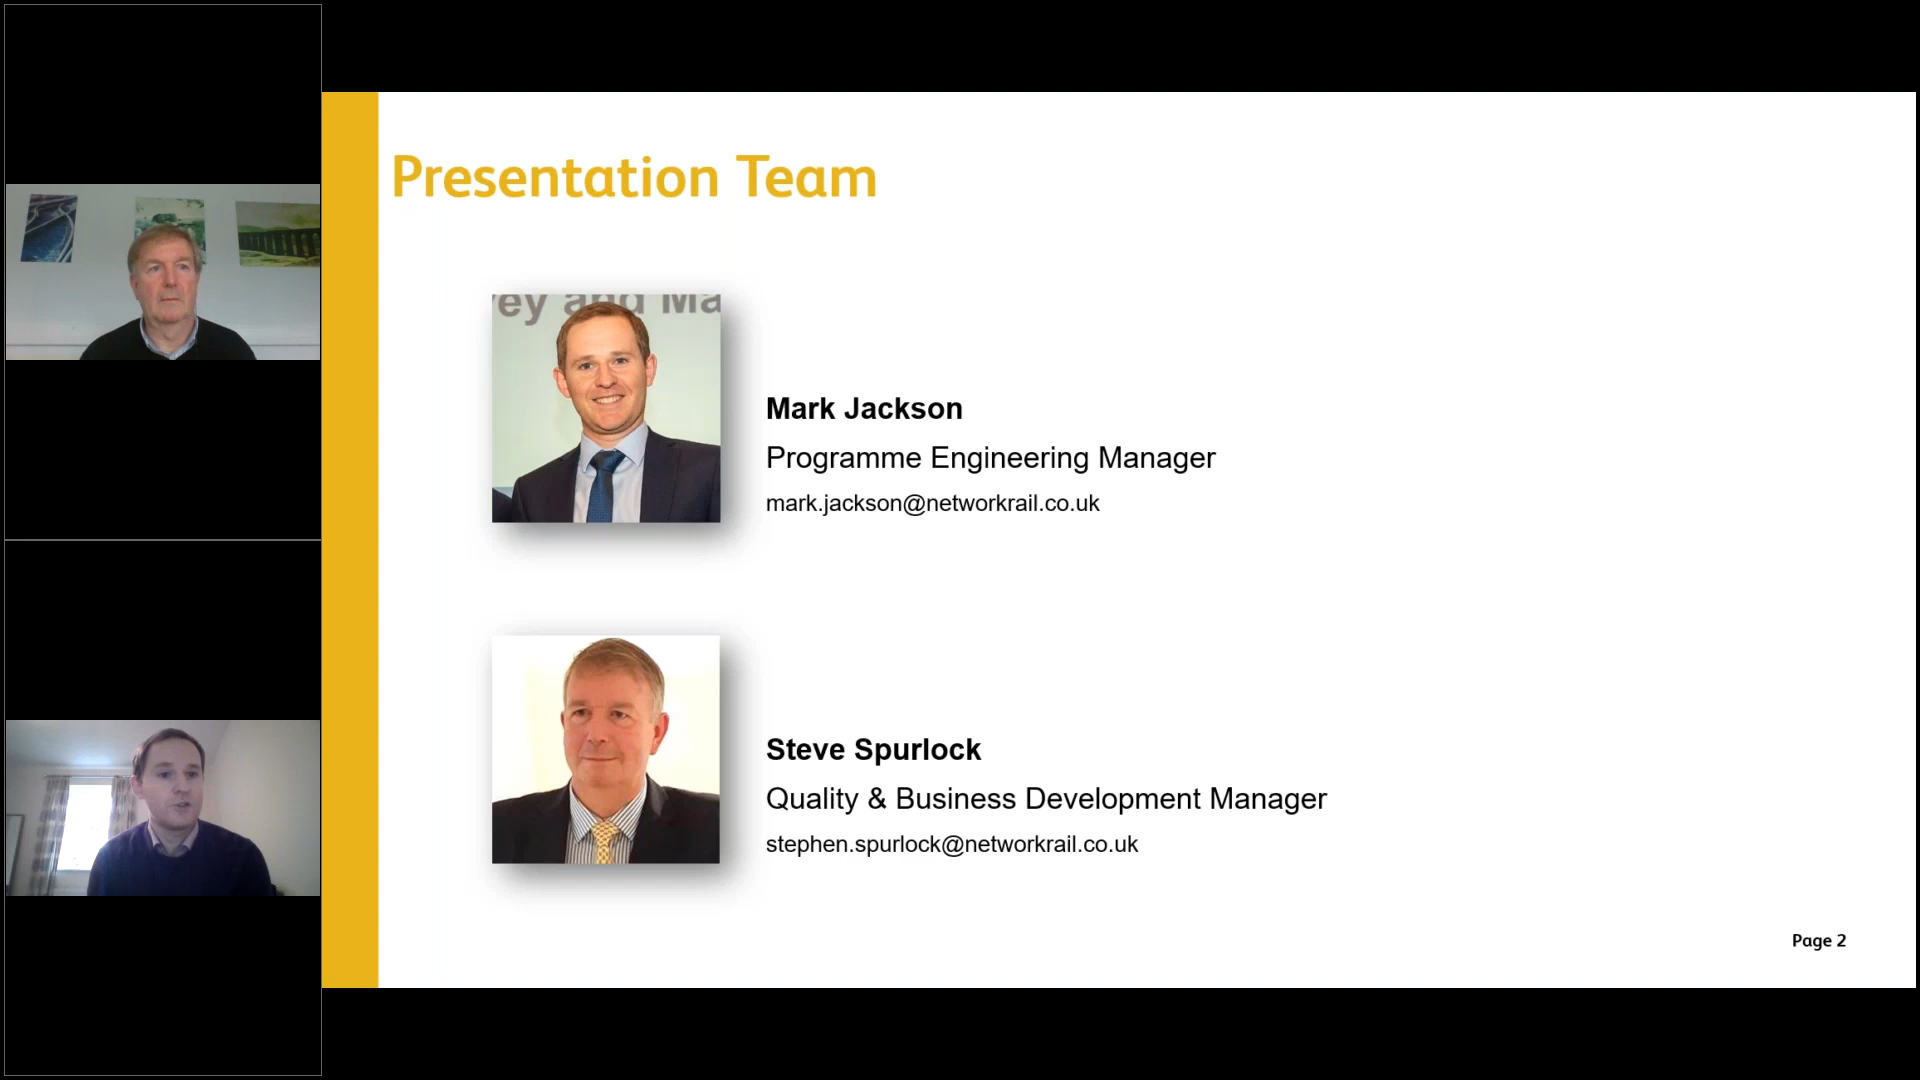 Presentation Team
ey and Ma
Mark Jackson
Programme Engineering Manager
mark.jackson@networkrail.co.uk
Steve Spurlock
Quality & Business Development Manager
stephen.spurlock@networkrail.co.uk
Page 2